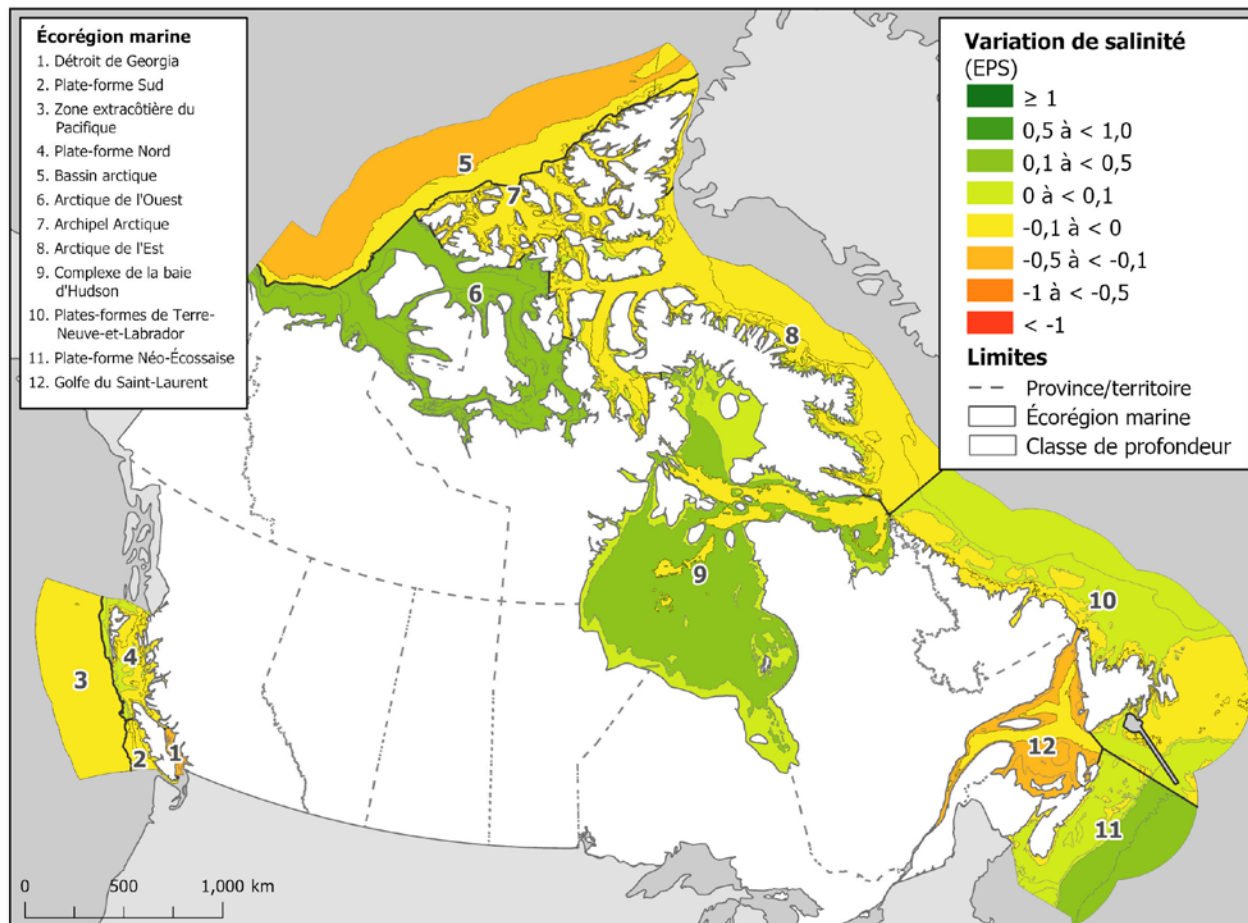 Écorégion marine
1. Détroit de Georgia
2. Plate-forme Sud
3. Zone extracôtière du
Pacifique
4. Plate-forme Nord
5. Bassin arctique
6. Arctique de l'Ouest
7. Archipel Arctique
8. Arctique de l'Est
9. Complexe de la baie
d'Hudson
10. Plates-formes de Terre-
Neuve-et-Labrador
11. Plate-forme Néo-Écossaise
12. Golfe du Saint-Laurent
Variation de salinité
(EPS)
≥ 1
0,5 à < 1,0
0,1 à < 0,5
0 à < 0,1
-0,1 à < 0
-0,5 à < -0,1
-1 à < -0,5
< -1
Limites
Province/territoire
Écorégion marine
Classe de profondeur
5
7
6
8
9
10
4
3
2
1
12
11
0 500 1,000 km